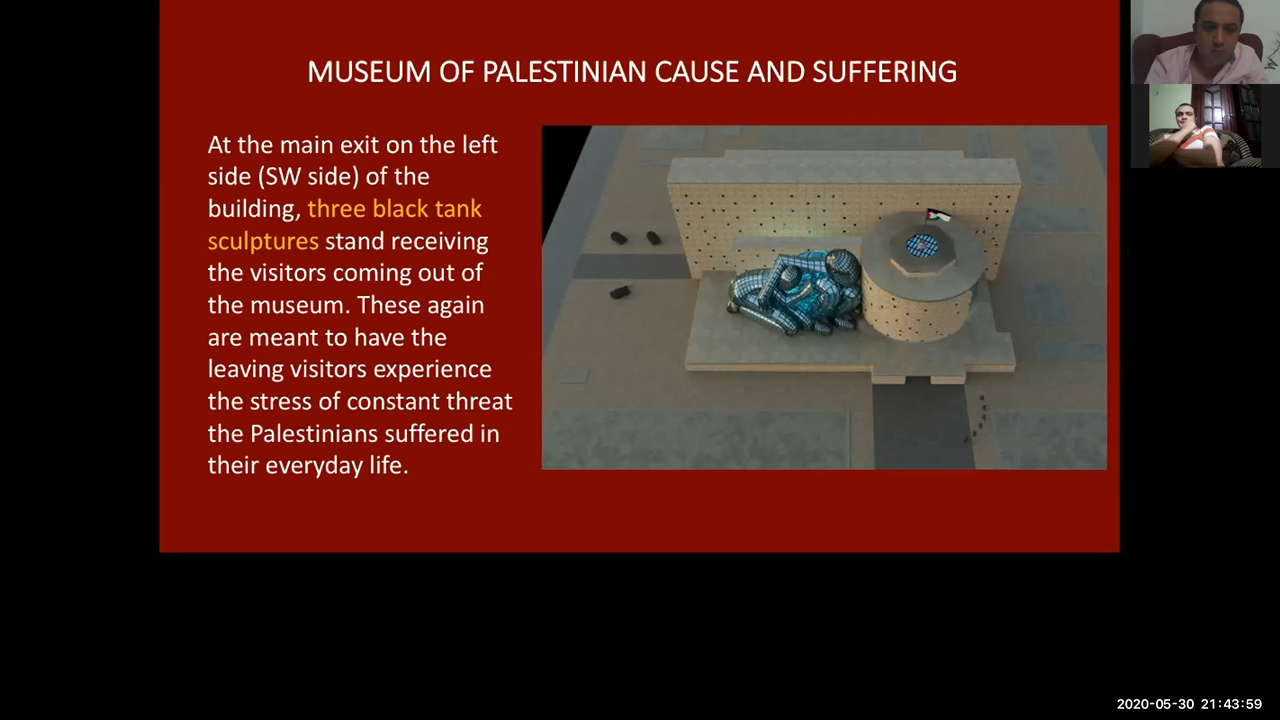 MUSEUM OF PALESTINIAN CAUSE AND SUFFERING
At the main exit on the left
side (SW side) of the
building, three black tank
sculptures stand receiving
the visitors coming out of
the museum. These again
are meant to have the
leaving visitors experience
the stress of constant threat
the Palestinians suffered in
their everyday life.
2020-05-30 21:43:59